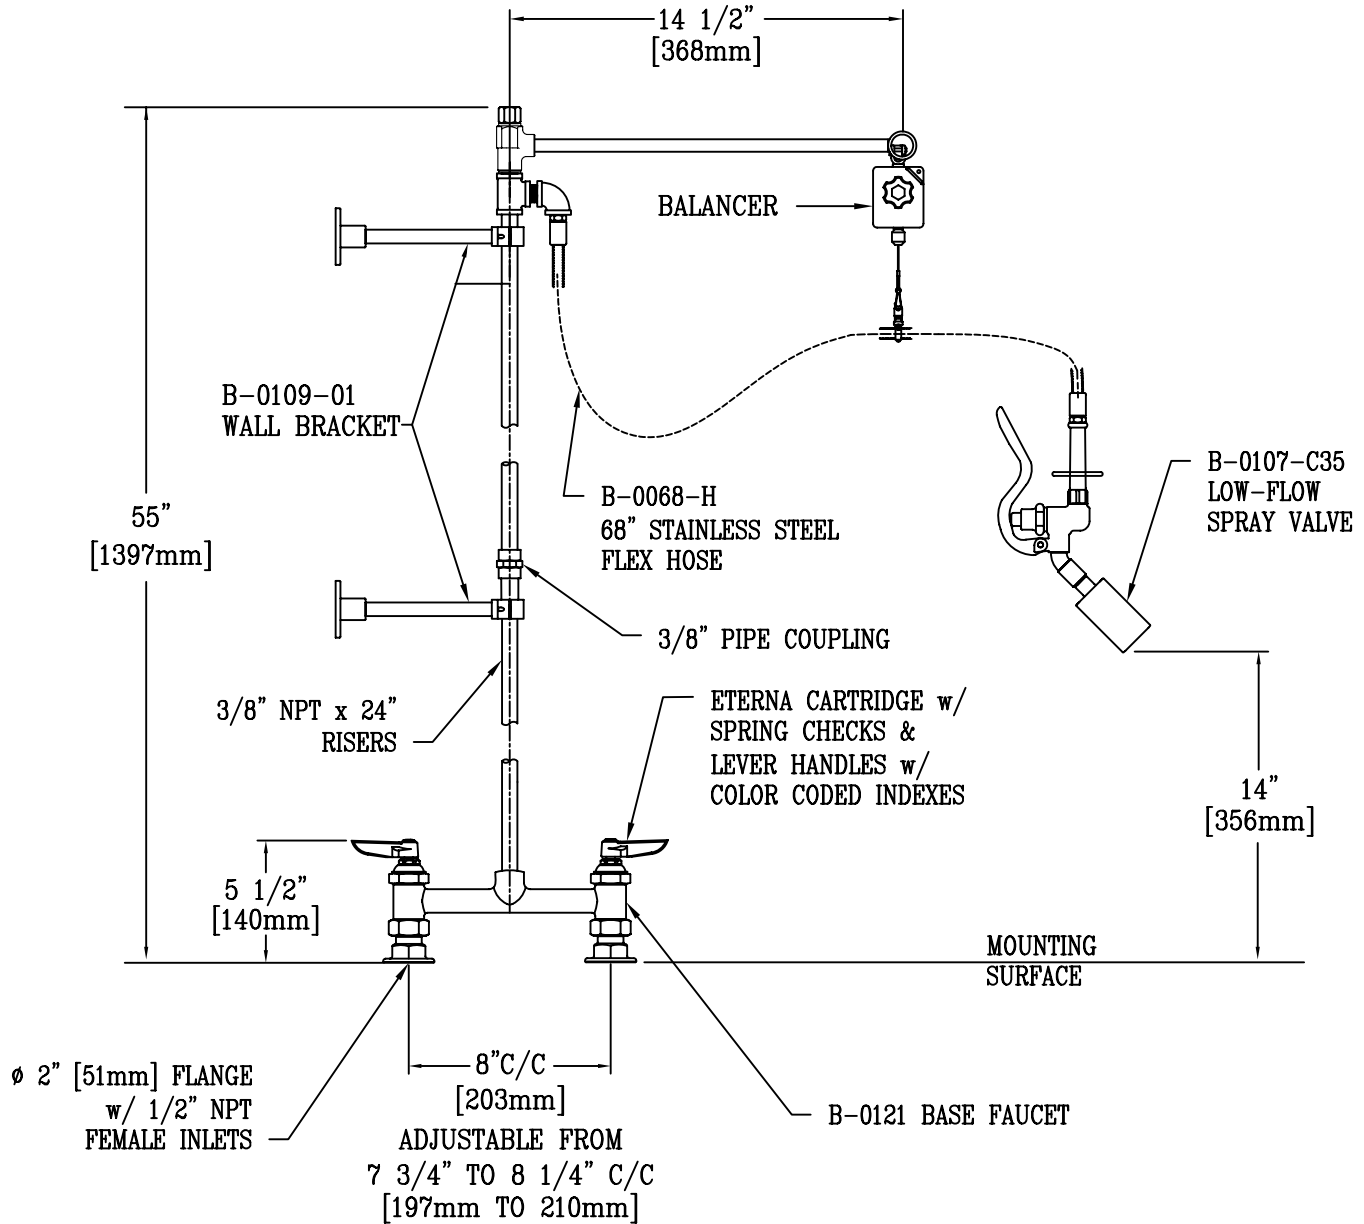 14 1/2"
[368mm]
BALANCER
B-0109-01
WALL BRACKET
B-0107-C35
LOW-FLOW
SPRAY VALVE
B-0068-H
68" STAINLESS STEEL
FLEX HOSE
55"
[1397mm]
3/8" PIPE COUPLING
3/8" NPT x 24"
RISERS
ETERNA CARTRIDGE w/
SPRING CHECKS &
LEVER HANDLES w/
COLOR CODED INDEXES
14"
[356mm]
5 1/2"
[140mm]
MOUNTING
SURFACE
ø 2" [51mm] FLANGE
w/ 1/2" NPT
FEMALE INLETS
8"C/C
[203mm]
ADJUSTABLE FROM
7 3/4" TO 8 1/4" C/C
[197mm TO 210mm]
B-0121 BASE FAUCET